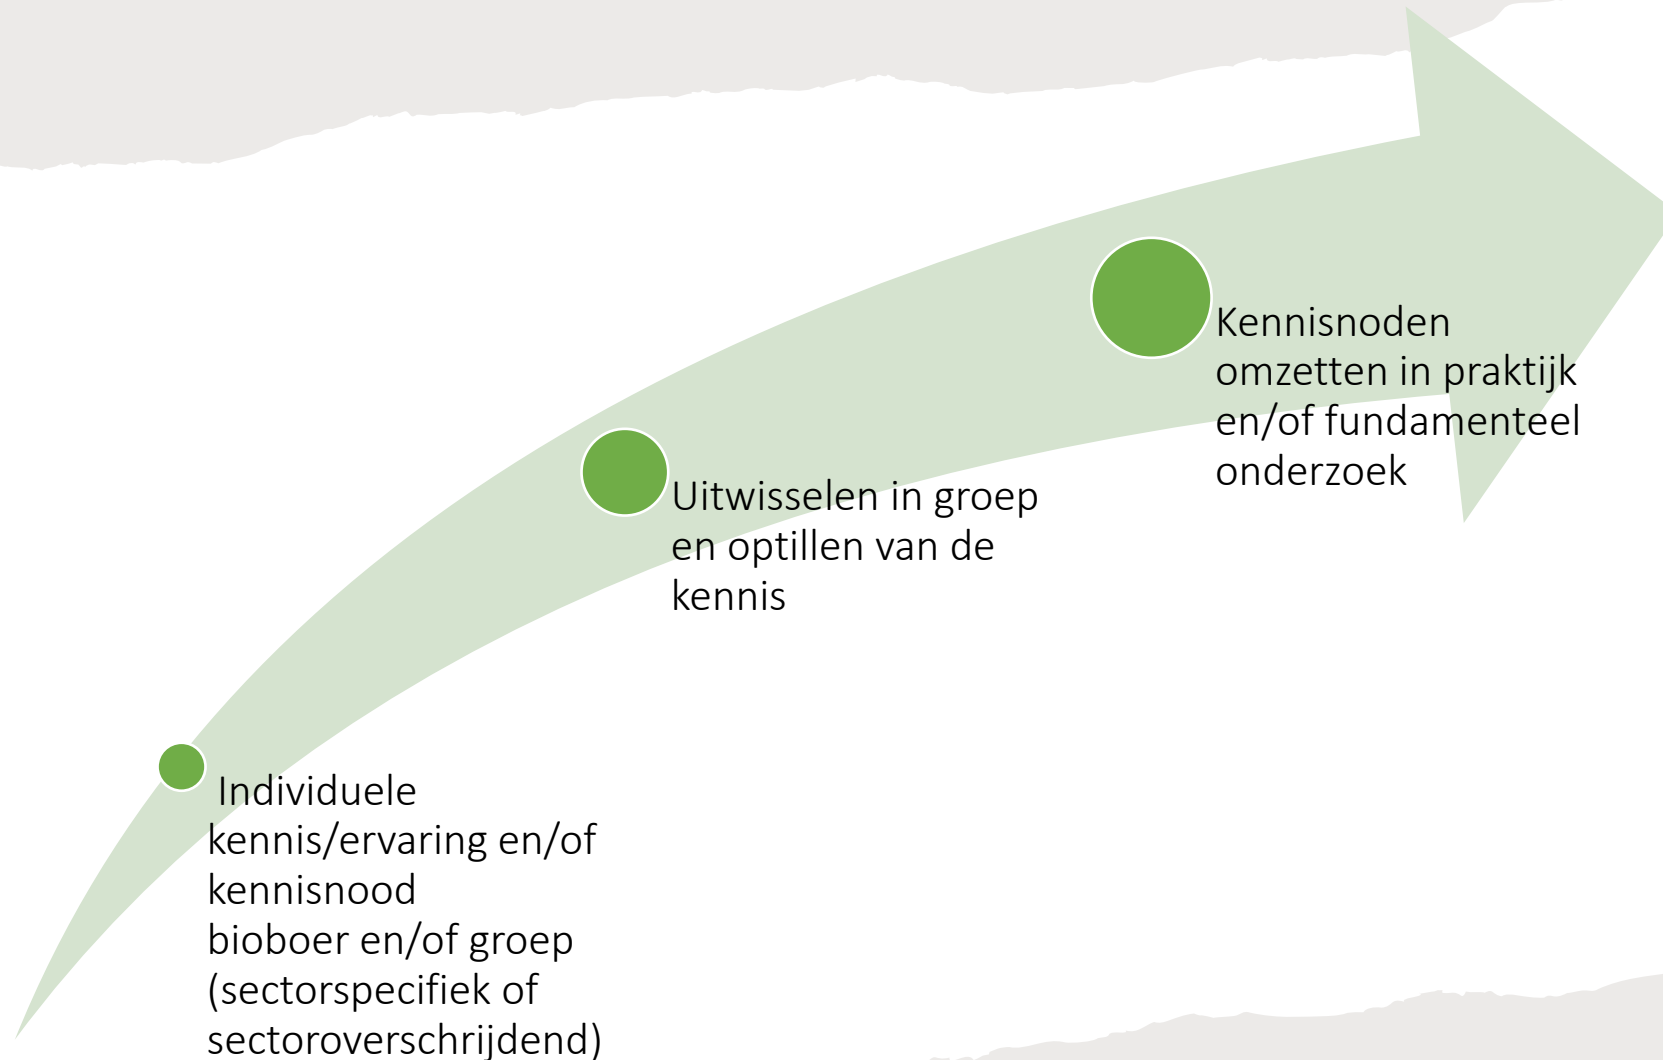 Kennisnoden
omzetten in praktijk
en/of fundamenteel
onderzoek
Uitwisselen in groep
en optillen van de
kennis
Individuele
kennis/ervaring en/of
kennisnood
bioboer en/of groep
(sectorspecifiek of
sectoroverschrijdend)